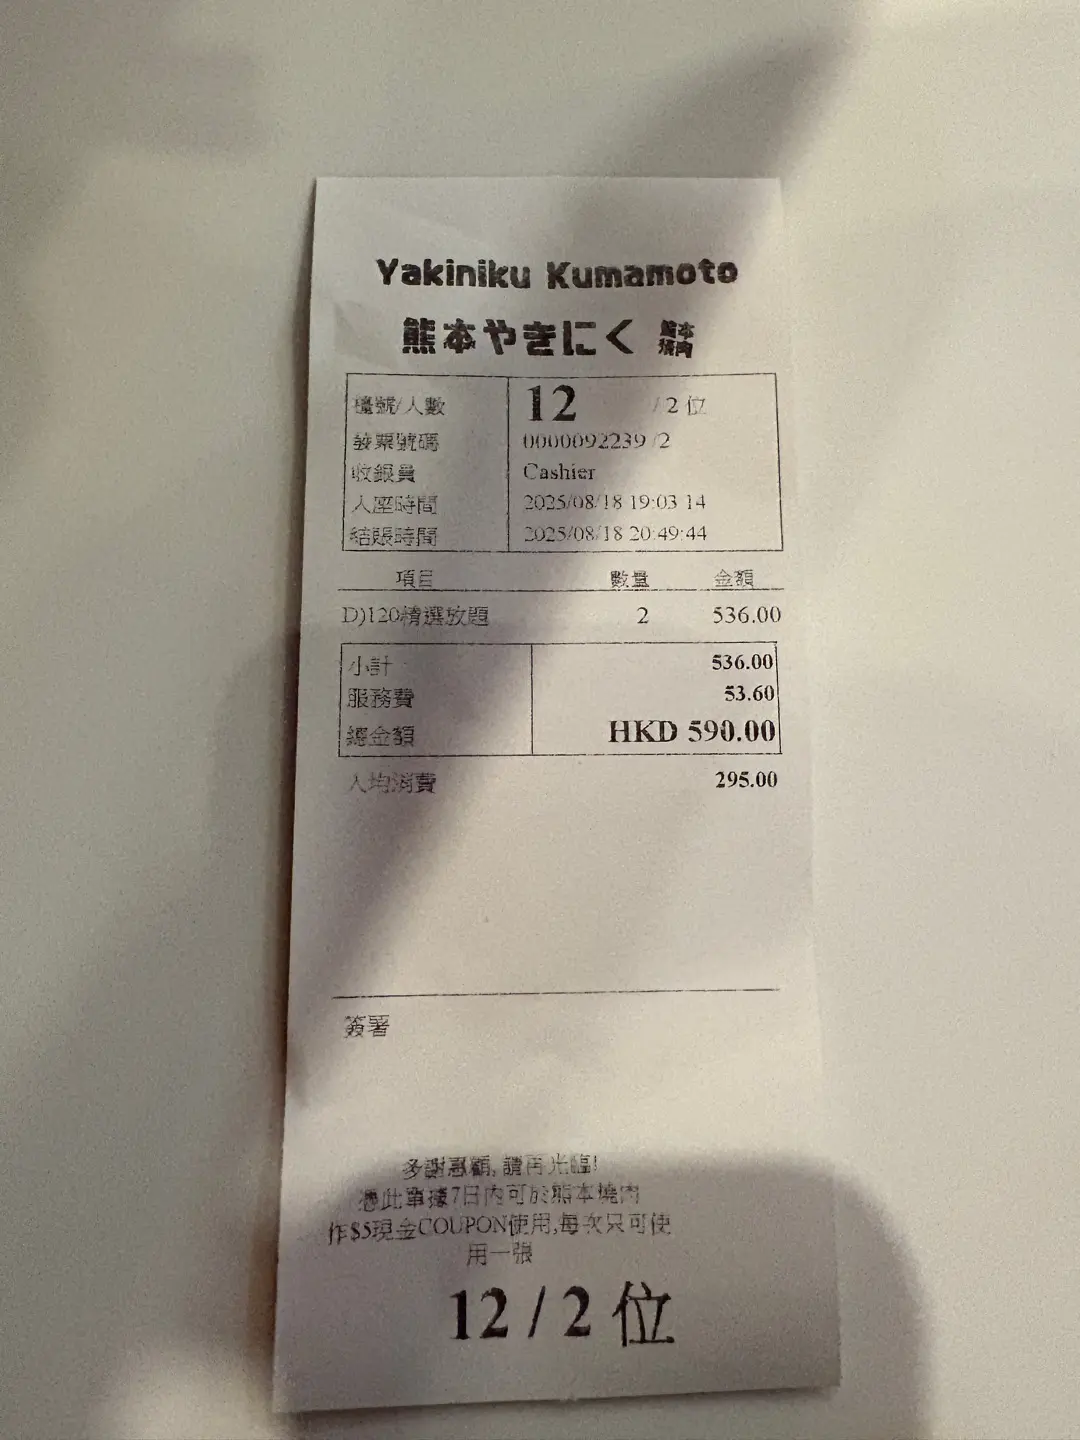 Yakiniku Kumamoto
熊本やきにく 熊本燒肉
檯號/人數 12 / 2 位
發票號碼 0000092239 /2
收銀員 Cashier
入座時間 2025/08/18 19:03:14
結賬時間 2025/08/18 20:49:44
項目 數量 金額
D)120精選放題 2 536.00
小計 536.00
服務費 53.60
總金額 HKD 590.00
人均消費 295.00
簽署
多謝惠顧, 請再光臨!
憑此單據7日內可於熊本燒肉
作$5現金COUPON使用,每次只可使
用一張
12 / 2 位